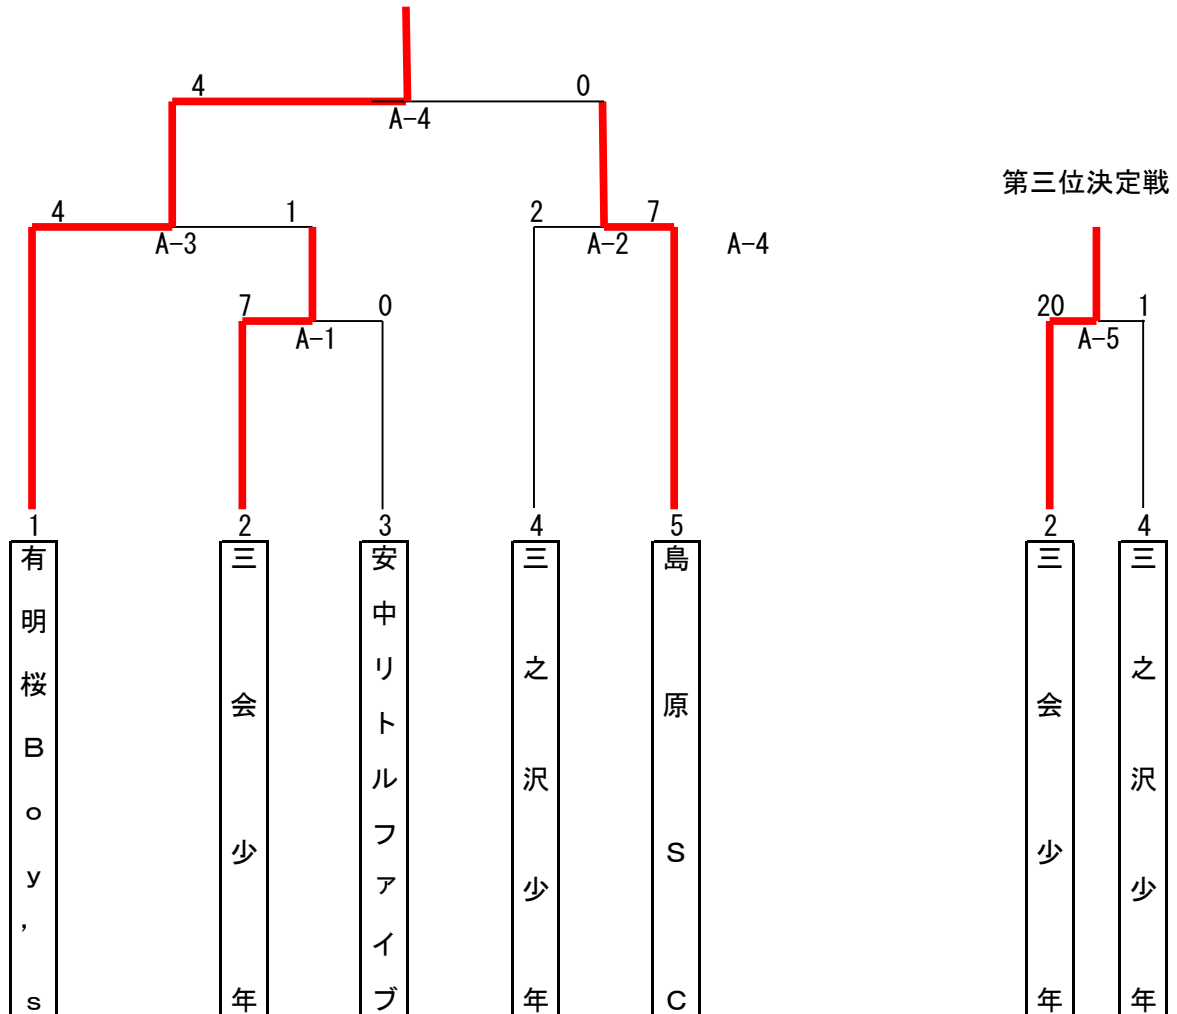 4 0
A-4
第三位決定戦
4 1 2 7
A-3 A-2 A-4
7 0 20 1
A-1 A-5
1 2 3 4 5 2 4
有明桜Ｂｏｙ’ｓ
三会少年
安中リトルファイブ
三之沢少年
島原ＳＣ
三会少年
三之沢少年